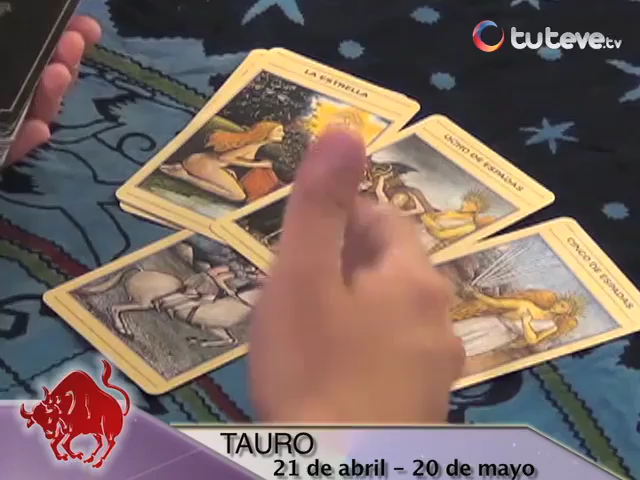 tuteve.tv
LA ESTRELLA
OCHO DE ESPADAS
CINCO DE ESPADAS
TAURO
21 de abril - 20 de mayo